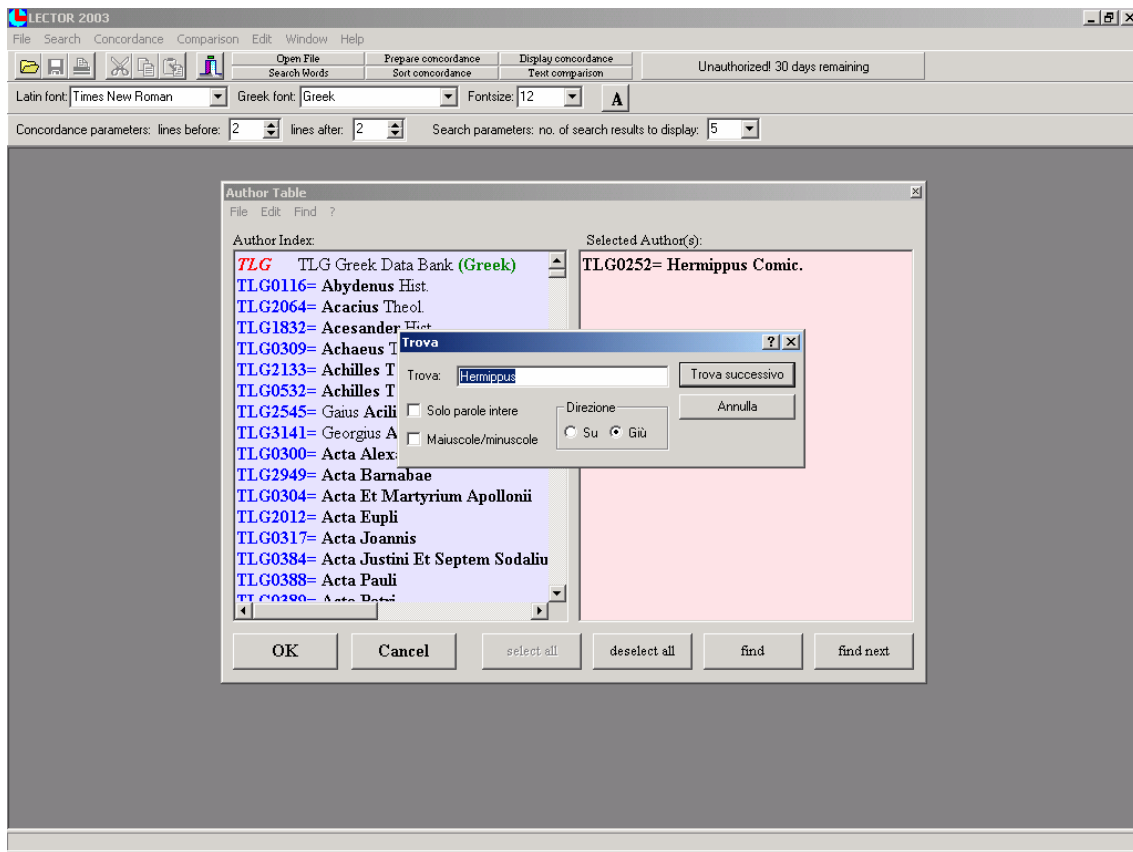 LECTOR 2003
File Search Concordance Comparison Edit Window Help
Open File Prepare concordance Display concordance
Search Words Sort concordance Text comparison
Unauthorized! 30 days remaining
Latin font: Times New Roman Greek font: Greek Fontsize: 12 A
Concordance parameters: lines before: 2 lines after: 2 Search parameters: no. of search results to display: 5
Author Table
File Edit Find ?
Author Index: Selected Author(s):
TLG TLG Greek Data Bank (Greek)
TLG0116= Abydenus Hist.
TLG2064= Acacius Theol.
TLG1832= Acesander Hist.
TLG0309= Achaeus T
TLG2133= Achilles T
TLG0532= Achilles T
TLG2545= Gaius Acili
TLG3141= Georgius A
TLG0300= Acta Alex
TLG2949= Acta Barnabae
TLG0304= Acta Et Martyrium Apollonii
TLG2012= Acta Eupli
TLG0317= Acta Joannis
TLG0384= Acta Justini Et Septem Sodaliu
TLG0388= Acta Pauli
TLG0389= Acta Petri
TLG0252= Hermippus Comic.
Trova
Trova: Hermippus Trova successivo
Solo parole intere Direzione Annulla
Maiuscole/minuscole Su Giù
OK Cancel select all deselect all find find next